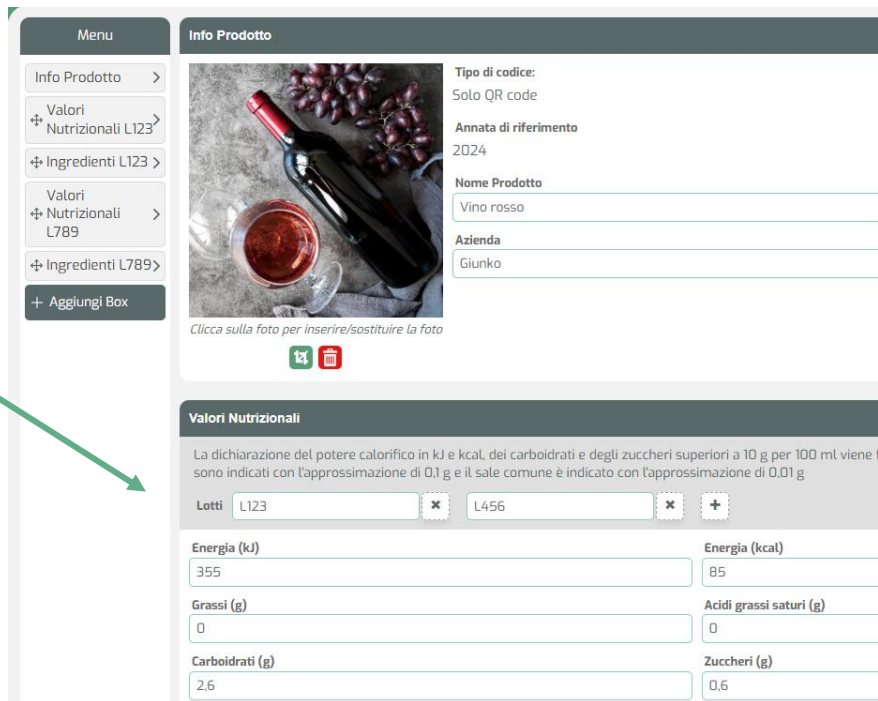 Menu
Info Prodotto
Valori
Nutrizionali L123
Ingredienti L123
Valori
Nutrizionali
L789
Ingredienti L789
+ Aggiungi Box
Info Prodotto
Clicca sulla foto per inserire/sostituire la foto
Tipo di codice:
Solo QR code
Annata di riferimento
2024
Nome Prodotto
Vino rosso
Azienda
Giunko
Valori Nutrizionali
La dichiarazione del potere calorifico in kJ e kcal, dei carboidrati e degli zuccheri superiori a 10 g per 100 ml viene
sono indicati con l'approssimazione di 0,1 g e il sale comune è indicato con l'approssimazione di 0,01 g
Lotti L123 L456 +
Energia (kJ) Energia (kcal)
355 85
Grassi (g) Acidi grassi saturi (g)
0 0
Carboidrati (g) Zuccheri (g)
2,6 0,6